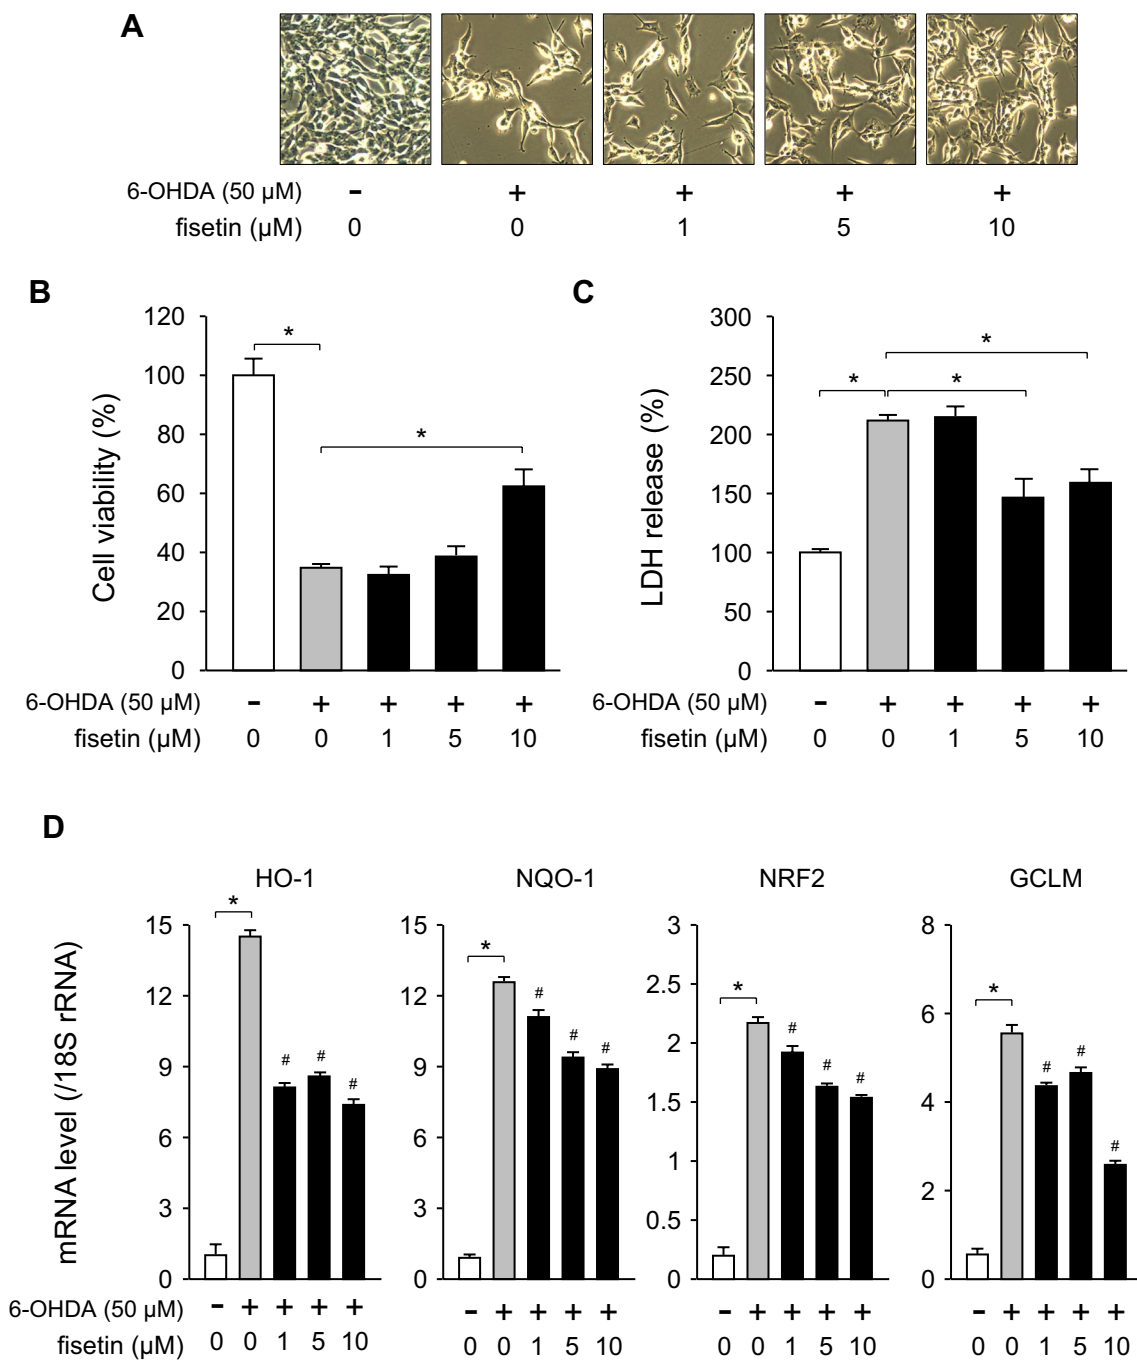 A
6-OHDA (50 μM) - + + + +
fisetin (μM) 0 0 1 5 10
B
Cell viability (%)
120
100
80
60
40
20
0
*
*
6-OHDA (50 μM) - + + + +
fisetin (μM) 0 0 1 5 10
C
LDH release (%)
300
250
200
150
100
50
0
*
*
*
6-OHDA (50 μM) - + + + +
fisetin (μM) 0 0 1 5 10
D
mRNA level (/18S rRNA)
HO-1
15
12
9
6
3
0
*
# # #
6-OHDA (50 μM) - + + + +
fisetin (μM) 0 0 1 5 10
NQO-1
15
12
9
6
3
0
*
# # #
- + + + +
0 0 1 5 10
NRF2
3
2.5
2
1.5
1
0.5
0
*
# # #
- + + + +
0 0 1 5 10
GCLM
8
6
4
2
0
*
# # #
- + + + +
0 0 1 5 10